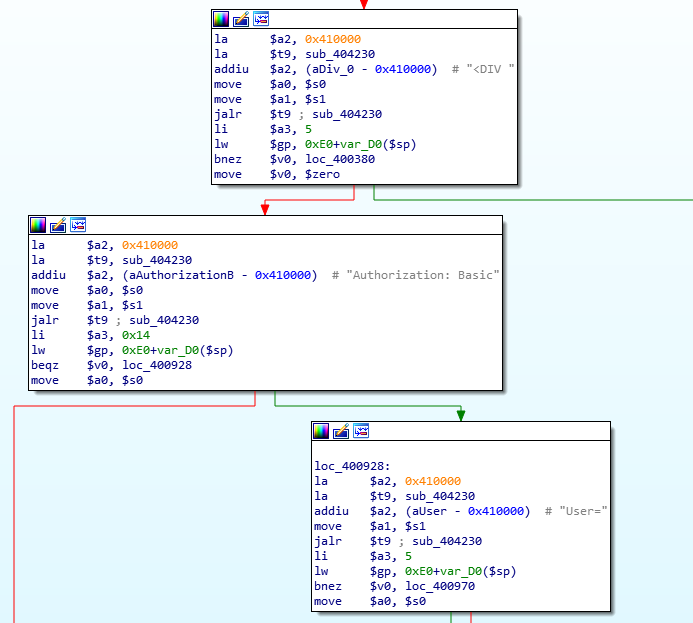 la $a2, 0x410000
la $t9, sub_404230
addiu $a2, (aDiv_0 - 0x410000) # "<DIV "
move $a0, $s0
move $a1, $s1
jalr $t9 ; sub_404230
li $a3, 5
lw $gp, 0xE0+var_D0($sp)
bnez $v0, loc_400380
move $v0, $zero
la $a2, 0x410000
la $t9, sub_404230
addiu $a2, (aAuthorizationB - 0x410000) # "Authorization: Basic"
move $a0, $s0
move $a1, $s1
jalr $t9 ; sub_404230
li $a3, 0x14
lw $gp, 0xE0+var_D0($sp)
beqz $v0, loc_400928
move $a0, $s0
loc_400928:
la $a2, 0x410000
la $t9, sub_404230
addiu $a2, (aUser - 0x410000) # "User="
move $a1, $s1
jalr $t9 ; sub_404230
li $a3, 5
lw $gp, 0xE0+var_D0($sp)
bnez $v0, loc_400970
move $a0, $s0